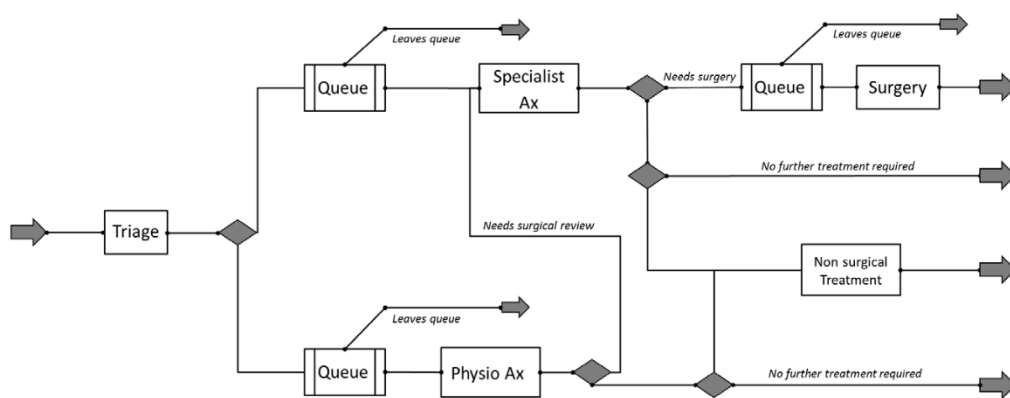 Leaves queue
Queue
Specialist
Ax
Needs surgery
Leaves queue
Queue
Surgery
No further treatment required
Triage
Needs surgical review
Non surgical
Treatment
Leaves queue
Queue
Physio Ax
No further treatment required